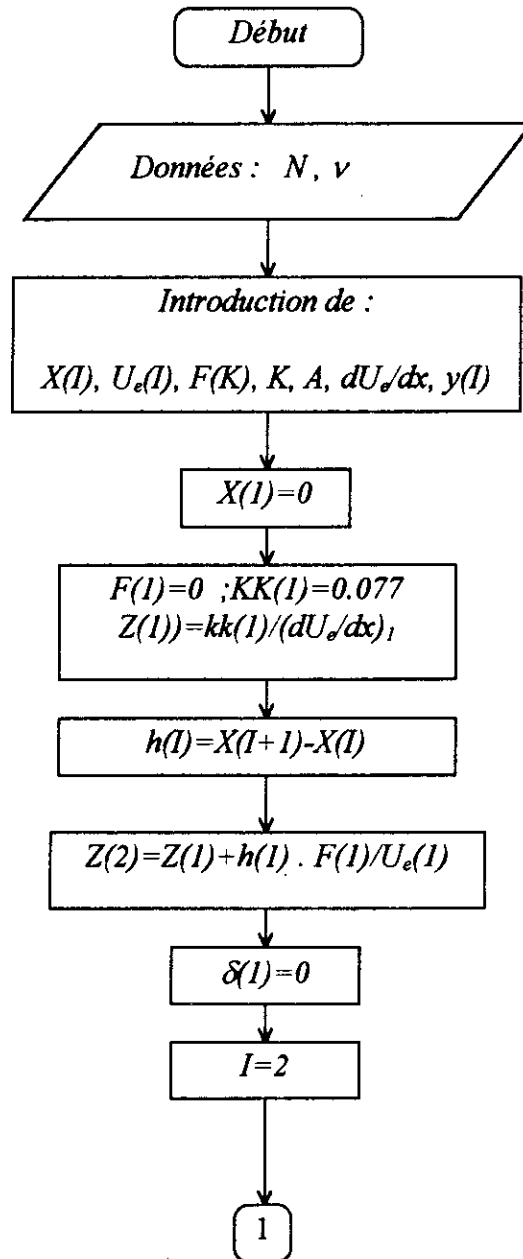 Début
Données : N, ν
Introduction de :
X(I), Uₑ(I), F(K), K, A, dUₑ/dx, y(I)
X(1)=0
F(1)=0 ;KK(1)=0.077
Z(1))=kk(1)/(dUₑ/dx)₁
h(I)=X(I+1)-X(I)
Z(2)=Z(1)+h(1) . F(1)/Uₑ(1)
δ(1)=0
I=2
1